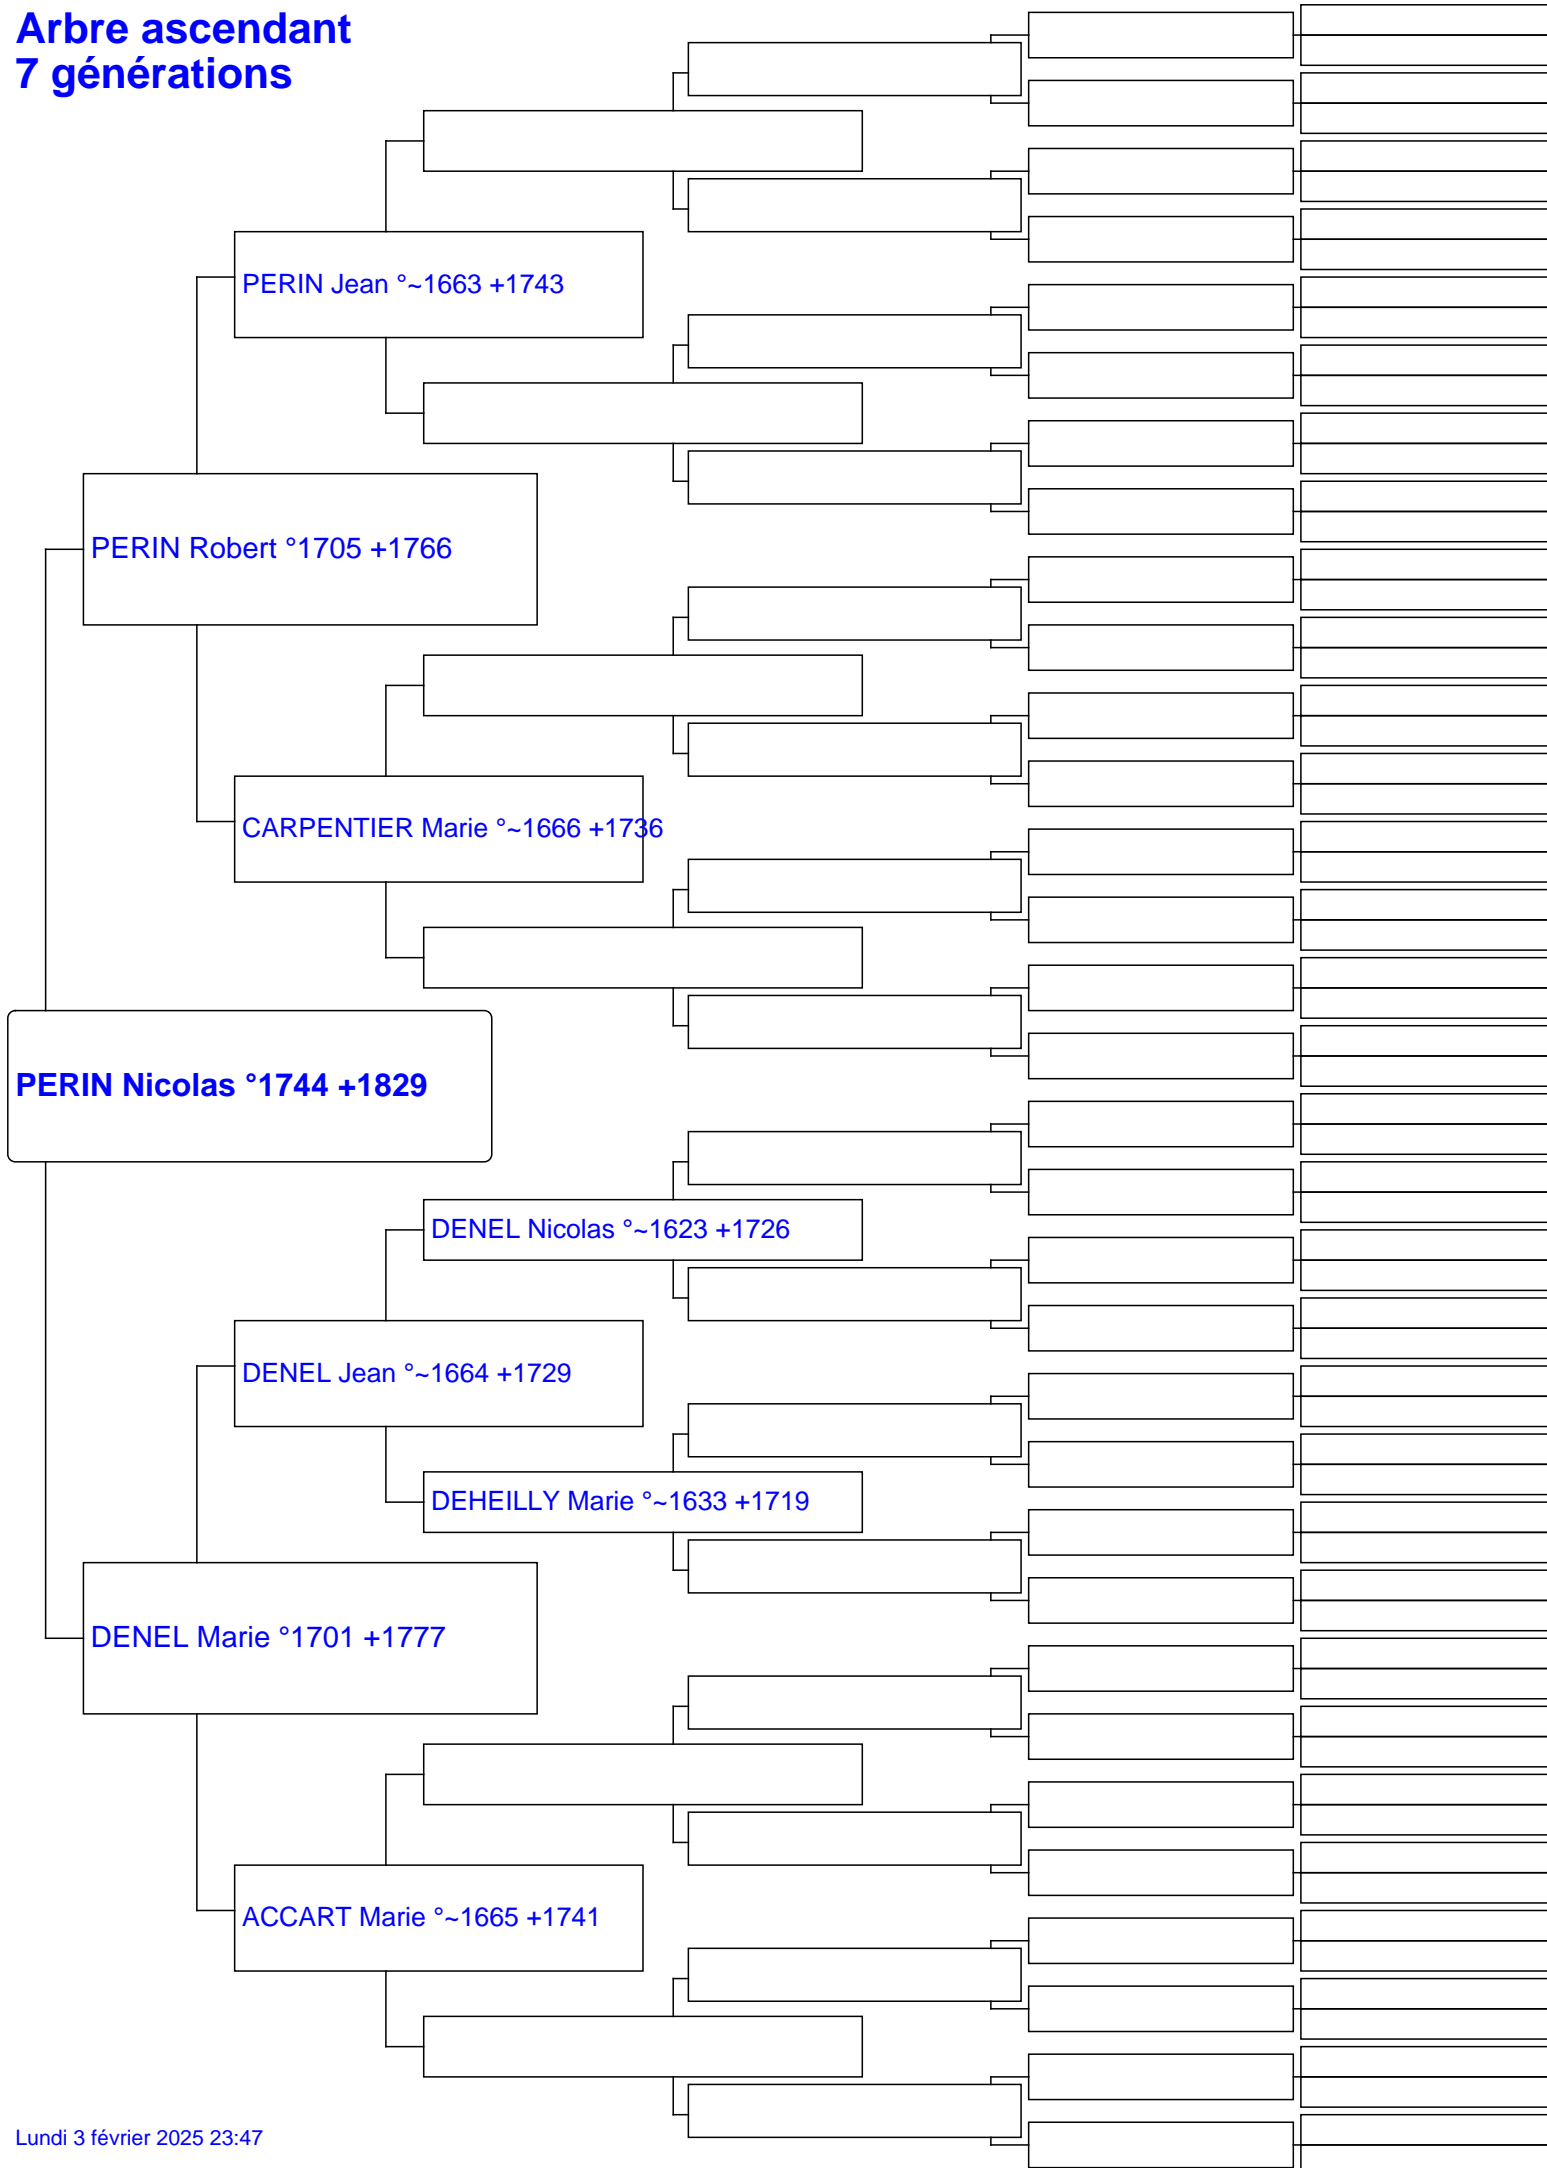 Arbre ascendant
7 générations
PERIN Jean °~1663 +1743
PERIN Robert °1705 +1766
CARPENTIER Marie °~1666 +1736
PERIN Nicolas °1744 +1829
DENEL Nicolas °~1623 +1726
DENEL Jean °~1664 +1729
DEHEILLY Marie °~1633 +1719
DENEL Marie °1701 +1777
ACCART Marie °~1665 +1741
Lundi 3 février 2025 23:47